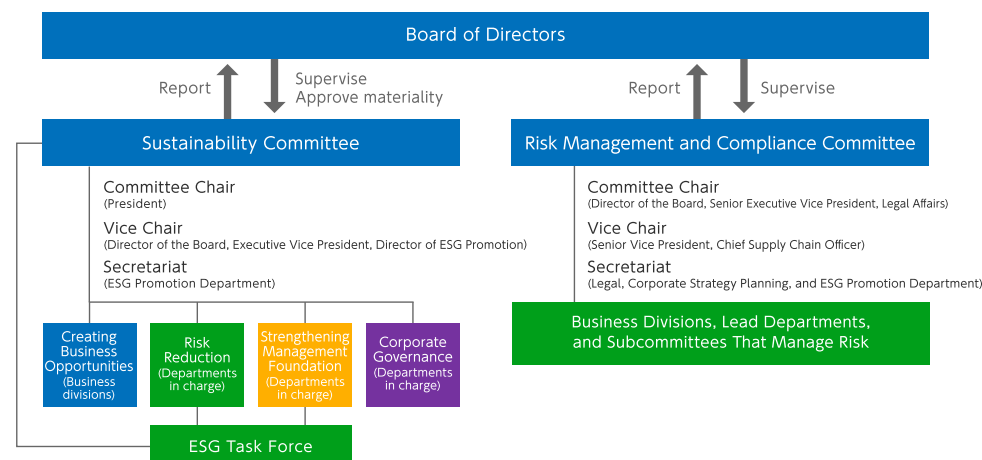 Board of Directors
Report
Supervise
Approve materiality
Report
Supervise
Sustainability Committee
Committee Chair
(President)
Vice Chair
(Director of the Board, Executive Vice President, Director of ESG Promotion)
Secretariat
(ESG Promotion Department)
Creating
Business
Opportunities
(Business
divisions)
Risk
Reduction
(Departments
in charge)
Strengthening
Management
Foundation
(Departments
in charge)
Corporate
Governance
(Departments
in charge)
ESG Task Force
Risk Management and Compliance Committee
Committee Chair
(Director of the Board, Senior Executive Vice President, Legal Affairs)
Vice Chair
(Senior Vice President, Chief Supply Chain Officer)
Secretariat
(Legal, Corporate Strategy Planning, and ESG Promotion Department)
Business Divisions, Lead Departments,
and Subcommittees That Manage Risk